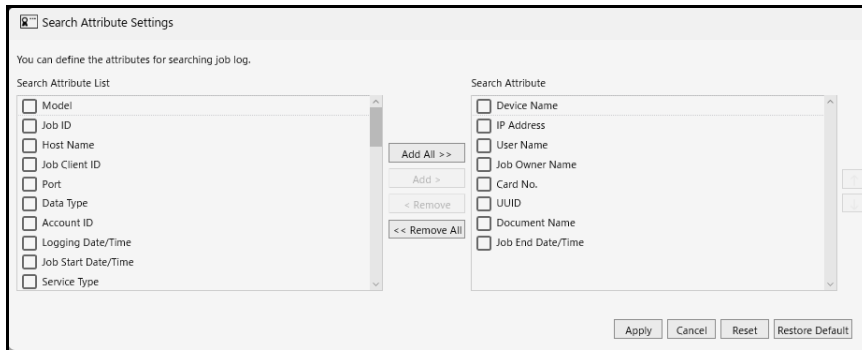 Search Attribute Settings
You can define the attributes for searching job log.
Search Attribute List
Model
Job ID
Host Name
Job Client ID
Port
Data Type
Account ID
Logging Date/Time
Job Start Date/Time
Service Type
Add All >>
Add >
< Remove
<< Remove All
Search Attribute
Device Name
IP Address
User Name
Job Owner Name
Card No.
UUID
Document Name
Job End Date/Time
Apply
Cancel
Reset
Restore Default